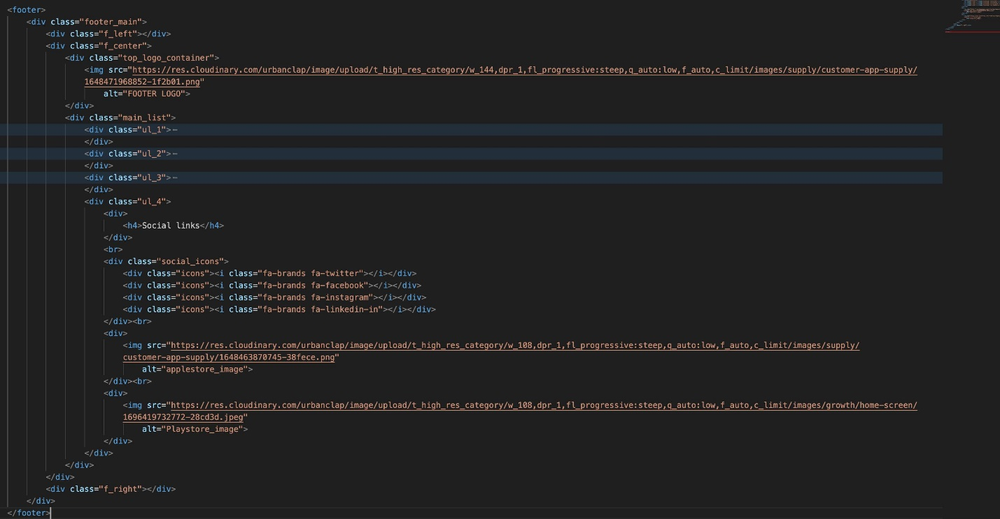 <footer>
<div class="footer_main">
<div class="f_left"></div>
<div class="f_center">
<div class="top_logo_container">
<img src="https://res.cloudinary.com/urbanclap/image/upload/t_high_res_category/w_144,dpr_1,fl_progressive:steep,q_auto:low,f_auto,c_limit/images/supply/customer-app-supply/
1648471968852-1f2b01.png"
alt="FOOTER LOGO">
</div>
<div class="main_list">
<div class="ul_1">⋯
</div>
<div class="ul_2">⋯
</div>
<div class="ul_3">⋯
</div>
<div class="ul_4">
<div>
<h4>Social links</h4>
</div>
<br>
<div class="social_icons">
<div class="icons"><i class="fa-brands fa-twitter"></i></div>
<div class="icons"><i class="fa-brands fa-facebook"></i></div>
<div class="icons"><i class="fa-brands fa-instagram"></i></div>
<div class="icons"><i class="fa-brands fa-linkedin-in"></i></div>
</div><br>
<div>
<img src="https://res.cloudinary.com/urbanclap/image/upload/t_high_res_category/w_108,dpr_1,fl_progressive:steep,q_auto:low,f_auto,c_limit/images/supply/
customer-app-supply/1648463870745-38fece.png"
alt="applestore_image">
</div><br>
<div>
<img src="https://res.cloudinary.com/urbanclap/image/upload/t_high_res_category/w_108,dpr_1,fl_progressive:steep,q_auto:low,f_auto,c_limit/images/growth/home-screen/
1696419732772-28cd3d.jpeg"
alt="Playstore_image">
</div>
</div>
</div>
</div>
<div class="f_right"></div>
</div>
</footer>